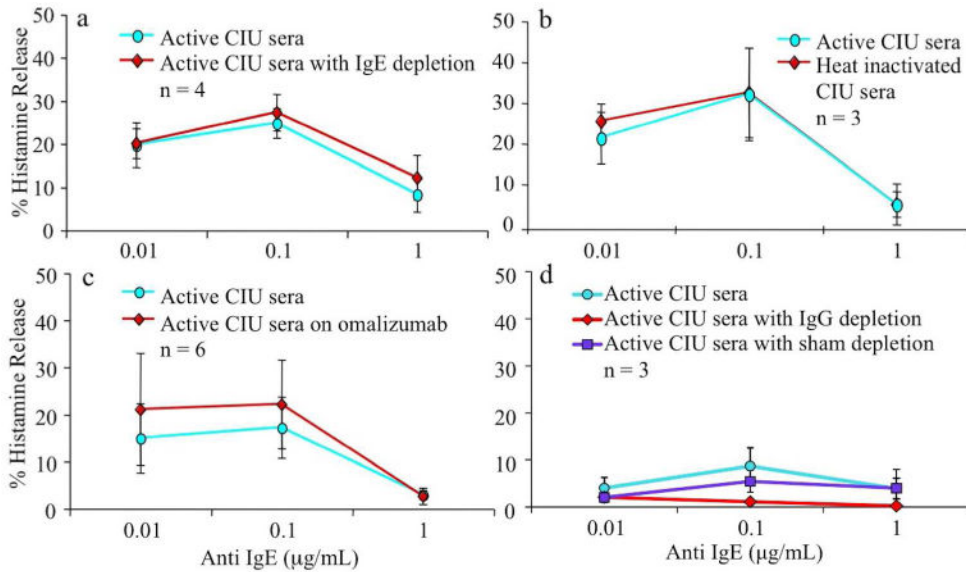 a
50
40
30
20
10
0
% Histamine Release
Active CIU sera
Active CIU sera with IgE depletion
n = 4
0.01 0.1 1
b
50
40
30
20
10
0
Active CIU sera
Heat inactivated
CIU sera
n = 3
0.01 0.1 1
c
50
40
30
20
10
0
% Histamine Release
Active CIU sera
Active CIU sera on omalizumab
n = 6
0.01 0.1 1
Anti IgE (µg/mL)
d
50
40
30
20
10
0
Active CIU sera
Active CIU sera with IgG depletion
Active CIU sera with sham depletion
n = 3
0.01 0.1 1
Anti IgE (µg/mL)